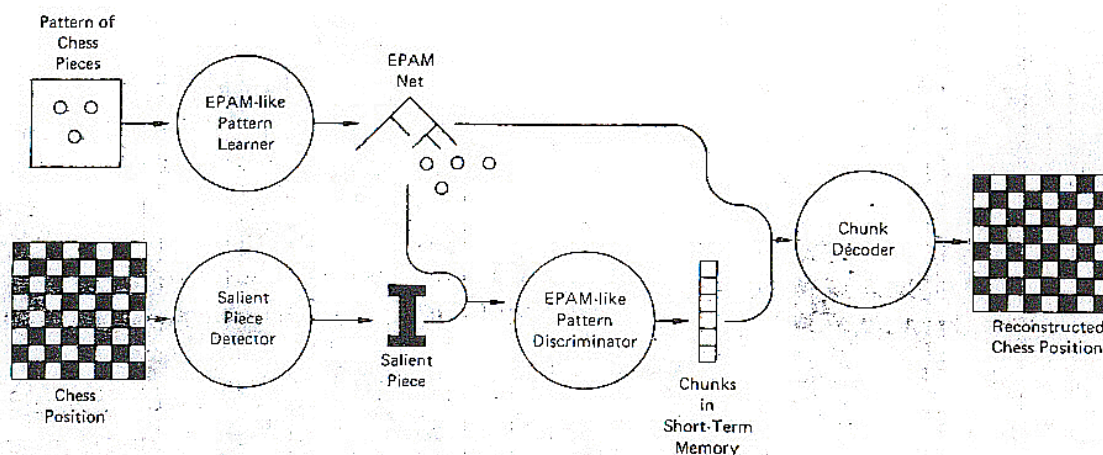 Pattern of
Chess
Pieces
EPAM-like
Pattern
Learner
EPAM
Net
Chess
Position
Salient
Piece
Detector
Salient
Piece
EPAM-like
Pattern
Discriminator
Chunks
in
Short-Term
Memory
Chunk
Decoder
Reconstructed
Chess Position